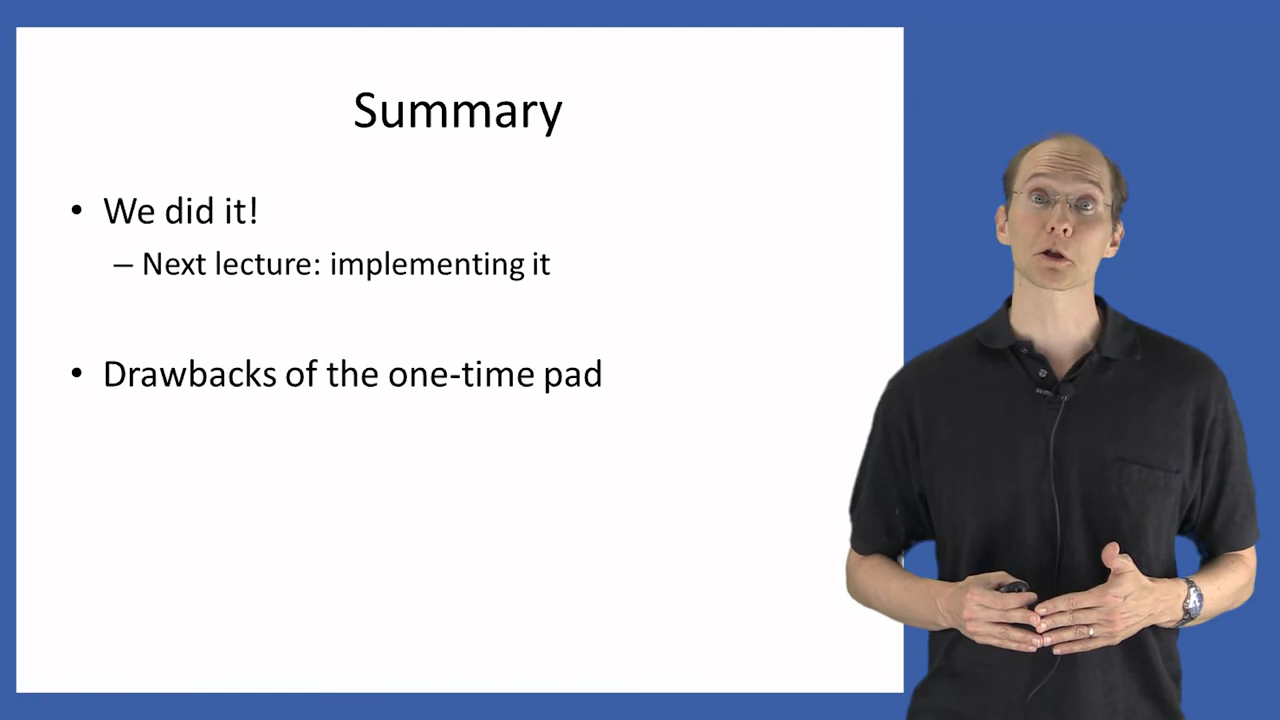 Summary
• We did it!
– Next lecture: implementing it
• Drawbacks of the one-time pad